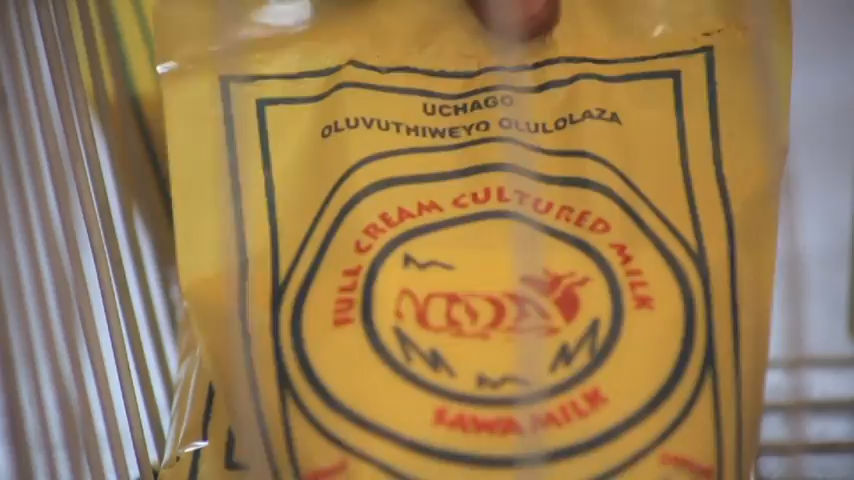 UCHAGO
OLUVUTHIWEYO OLULOLAZA
FULL CREAM CULTURED MILK
SAWA MILK